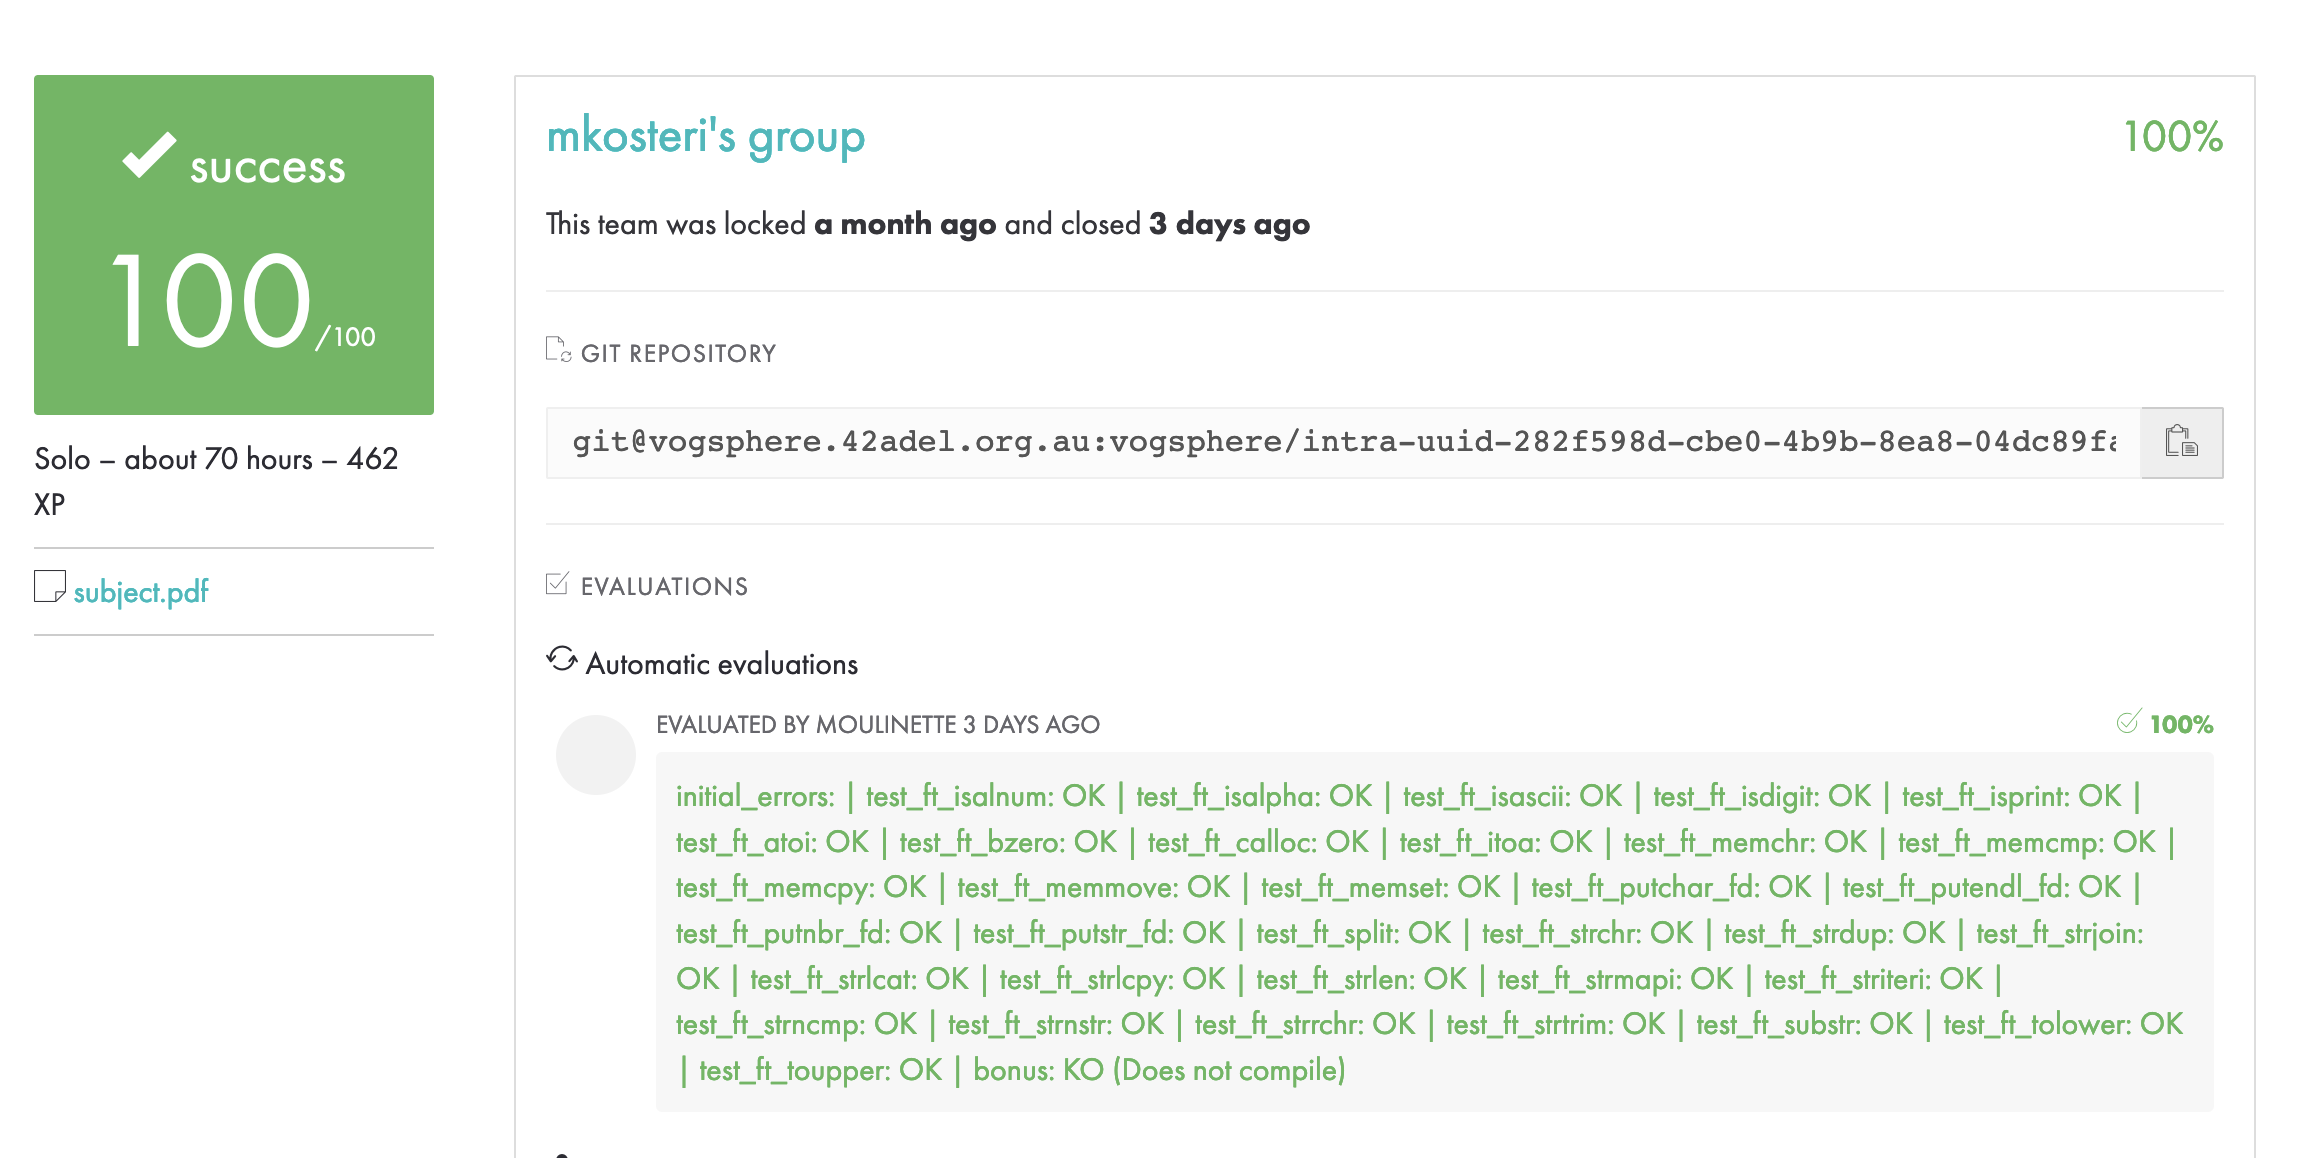 success
100/100
Solo – about 70 hours – 462
XP
subject.pdf
mkosteri's group
100%
This team was locked a month ago and closed 3 days ago
GIT REPOSITORY
git@vogsphere.42adel.org.au:vogsphere/intra-uuid-282f598d-cbe0-4b9b-8ea8-04dc89fa
EVALUATIONS
Automatic evaluations
EVALUATED BY MOULINETTE 3 DAYS AGO
100%
initial_errors: | test_ft_isalnum: OK | test_ft_isalpha: OK | test_ft_isascii: OK | test_ft_isdigit: OK | test_ft_isprint: OK |
test_ft_atoi: OK | test_ft_bzero: OK | test_ft_calloc: OK | test_ft_itoa: OK | test_ft_memchr: OK | test_ft_memcmp: OK |
test_ft_memcpy: OK | test_ft_memmove: OK | test_ft_memset: OK | test_ft_putchar_fd: OK | test_ft_putendl_fd: OK |
test_ft_putnbr_fd: OK | test_ft_putstr_fd: OK | test_ft_split: OK | test_ft_strchr: OK | test_ft_strdup: OK | test_ft_strjoin:
OK | test_ft_strlcat: OK | test_ft_strlcpy: OK | test_ft_strlen: OK | test_ft_strmapi: OK | test_ft_striteri: OK |
test_ft_strncmp: OK | test_ft_strnstr: OK | test_ft_strrchr: OK | test_ft_strtrim: OK | test_ft_substr: OK | test_ft_tolower: OK
| test_ft_toupper: OK | bonus: KO (Does not compile)